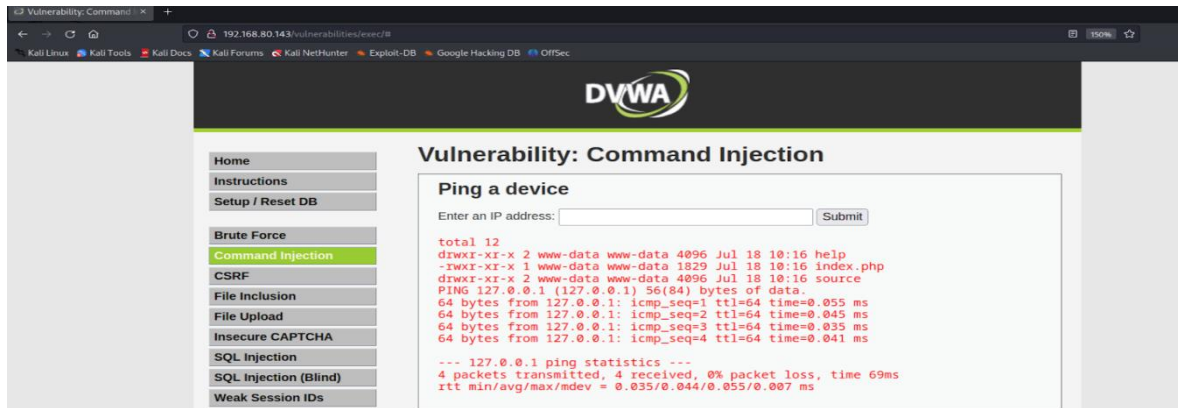 Vulnerability: Command I × +
192.168.80.143/vulnerabilities/exec/# 150%
Kali Linux Kali Tools Kali Docs Kali Forums Kali NetHunter Exploit-DB Google Hacking DB OffSec
DVWA
Home
Instructions
Setup / Reset DB
Brute Force
Command Injection
CSRF
File Inclusion
File Upload
Insecure CAPTCHA
SQL Injection
SQL Injection (Blind)
Weak Session IDs
Vulnerability: Command Injection
Ping a device
Enter an IP address: Submit
total 12
drwxr-xr-x 2 www-data www-data 4096 Jul 18 10:16 help
-rwxr-xr-x 1 www-data www-data 1829 Jul 18 10:16 index.php
drwxr-xr-x 2 www-data www-data 4096 Jul 18 10:16 source
PING 127.0.0.1 (127.0.0.1) 56(84) bytes of data.
64 bytes from 127.0.0.1: icmp_seq=1 ttl=64 time=0.055 ms
64 bytes from 127.0.0.1: icmp_seq=2 ttl=64 time=0.045 ms
64 bytes from 127.0.0.1: icmp_seq=3 ttl=64 time=0.035 ms
64 bytes from 127.0.0.1: icmp_seq=4 ttl=64 time=0.041 ms
--- 127.0.0.1 ping statistics ---
4 packets transmitted, 4 received, 0% packet loss, time 69ms
rtt min/avg/max/mdev = 0.035/0.044/0.055/0.007 ms